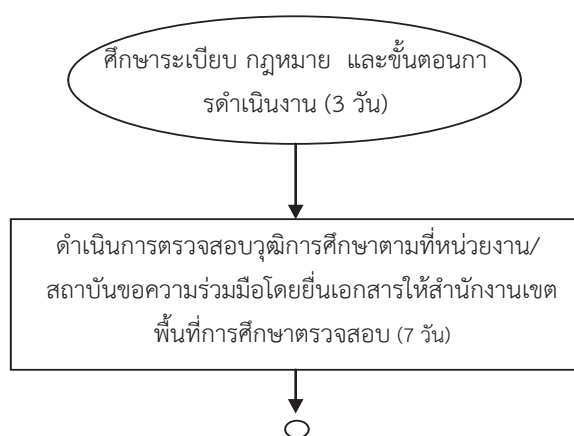 ศึกษาระเบียบ กฎหมาย และขั้นตอนกา
รดำเนินงาน (3 วัน)
ดำเนินการตรวจสอบวุฒิการศึกษาตามที่หน่วยงาน/
สถาบันขอความร่วมมือโดยยื่นเอกสารให้สำนักงานเขต
พื้นที่การศึกษาตรวจสอบ (7 วัน)